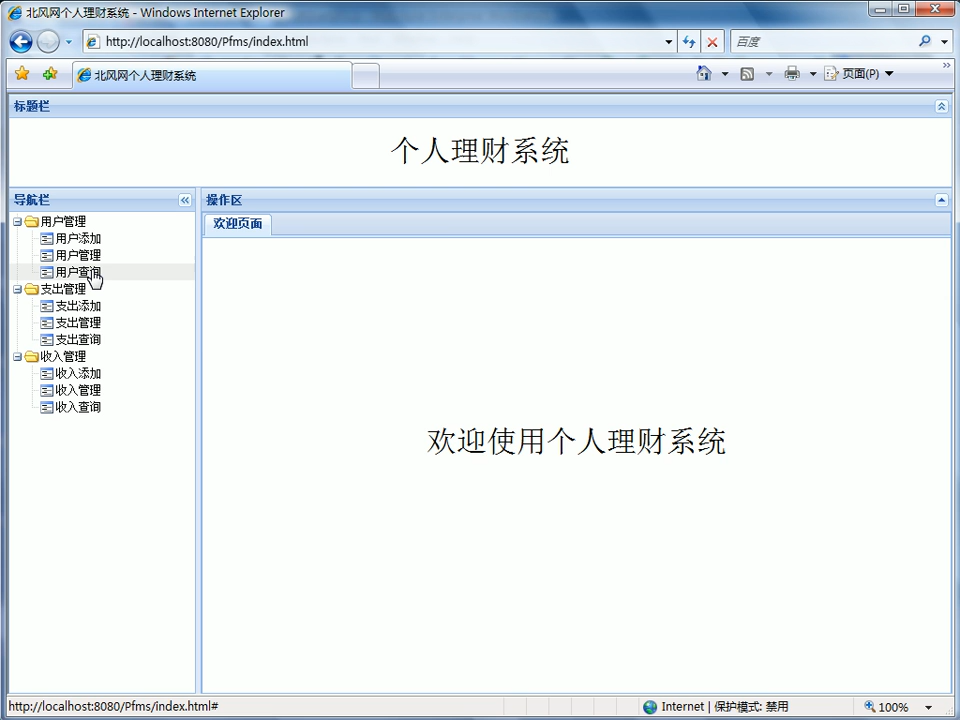 北风网个人理财系统 - Windows Internet Explorer
http://localhost:8080/Pfms/index.html
百度
北风网个人理财系统
页面(P)
标题栏
个人理财系统
导航栏
操作区
欢迎页面
用户管理
用户添加
用户管理
用户查询
支出管理
支出添加
支出管理
支出查询
收入管理
收入添加
收入管理
收入查询
欢迎使用个人理财系统
http://localhost:8080/Pfms/index.html#
Internet | 保护模式: 禁用
100%